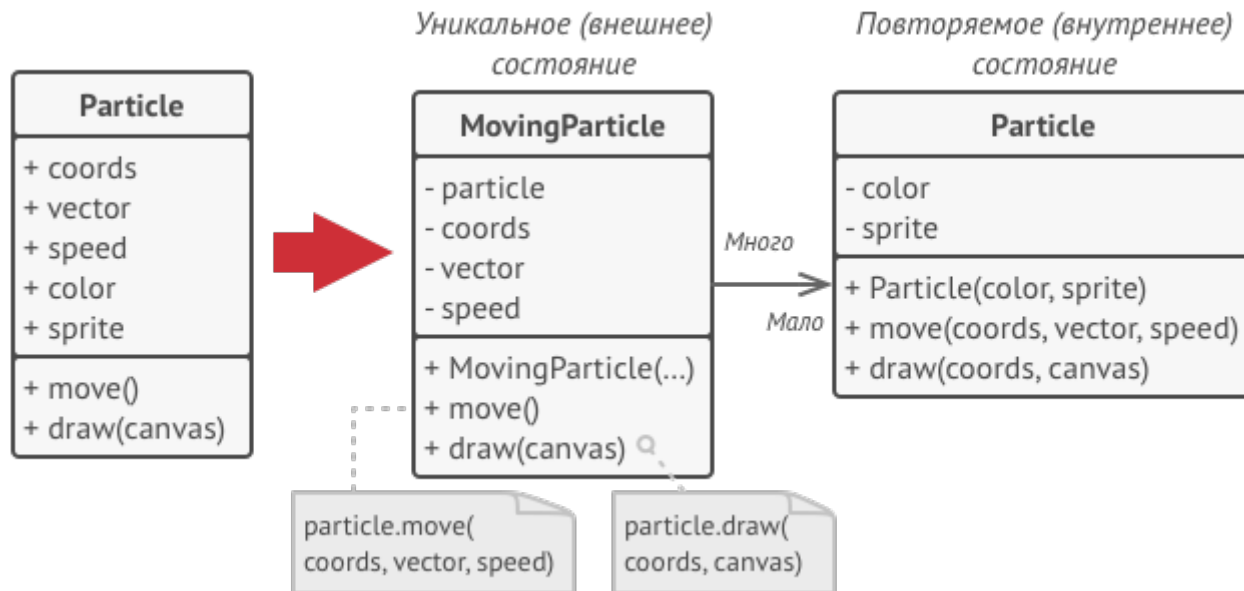 Particle
+ coords
+ vector
+ speed
+ color
+ sprite
+ move()
+ draw(canvas)
Уникальное (внешнее)
состояние
MovingParticle
- particle
- coords
- vector
- speed
+ MovingParticle(...)
+ move()
+ draw(canvas)
particle.move(
coords, vector, speed)
particle.draw(
coords, canvas)
Много
Мало
Повторяемое (внутреннее)
состояние
Particle
- color
- sprite
+ Particle(color, sprite)
+ move(coords, vector, speed)
+ draw(coords, canvas)